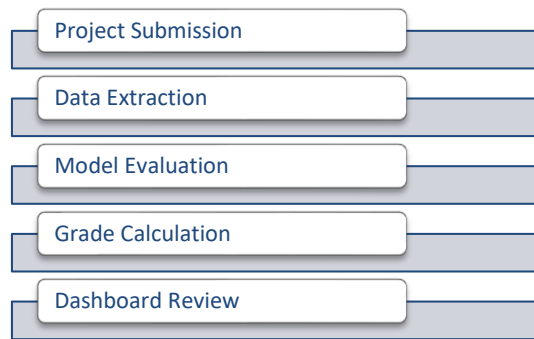 Project Submission
Data Extraction
Model Evaluation
Grade Calculation
Dashboard Review